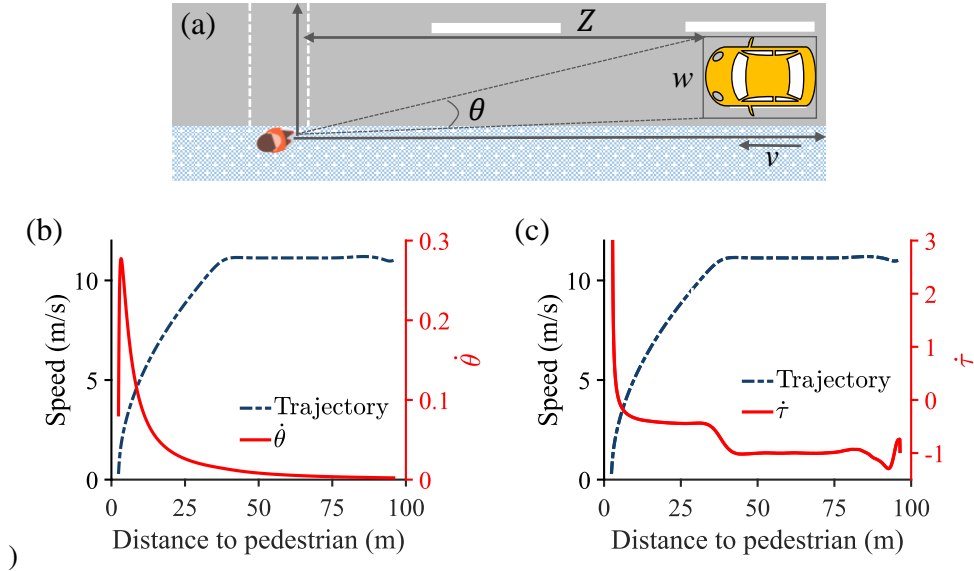 (a)
Z
w
θ
v
(b)
(c)
Speed (m/s)
10
5
0
0.3
0.2
0.1
0
θ̇
Trajectory
θ̇
0 25 50 75 100
Distance to pedestrian (m)
Speed (m/s)
10
5
0
3
2
1
0
-1
τ̇
Trajectory
τ̇
0 25 50 75 100
Distance to pedestrian (m)
)